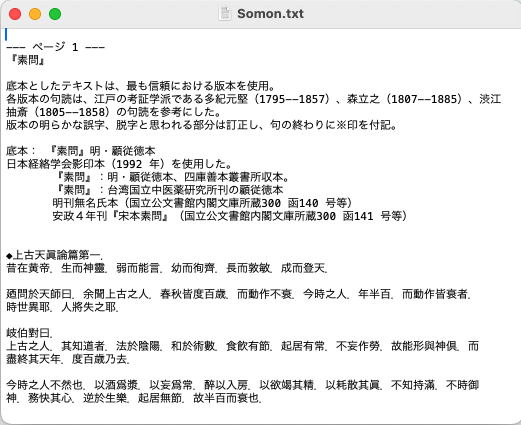 Somon.txt
--- ページ 1 ---
『素問』
底本としたテキストは、最も信頼における版本を使用。
各版本の句読は、江戸の考証学派である多紀元堅（1795--1857）、森立之（1807--1885）、渋江
抽斎（1805--1858）の句読を参考にした。
版本の明らかな誤字、脱字と思われる部分は訂正し、句の終わりに※印を付記。
底本： 『素問』明・顧従徳本
日本経絡学会影印本（1992 年）を使用した。
『素問』：明・顧従徳本、四庫善本叢書所収本。
『素問』：台湾国立中医薬研究所刊の顧従徳本
明刊無名氏本（国立公文書館内閣文庫所蔵300 函140 号等）
安政４年刊『宋本素問』（国立公文書館内閣文庫所蔵300 函141 号等）
◆上古天眞論篇第一．
昔在黄帝．生而神靈．弱而能言．幼而徇齊．長而敦敏．成而登天．
廼問於天師曰．余聞上古之人．春秋皆度百歳．而動作不衰．今時之人．年半百．而動作皆衰者．
時世異耶．人將失之耶．
岐伯對曰．
上古之人．其知道者．法於陰陽．和於術數．食飲有節．起居有常．不妄作勞．故能形與神倶．而
盡終其天年．度百歳乃去．
今時之人不然也．以酒爲漿．以妄爲常．醉以入房．以欲竭其精．以耗散其眞．不知持滿．不時御
神．務快其心．逆於生樂．起居無節．故半百而衰也．